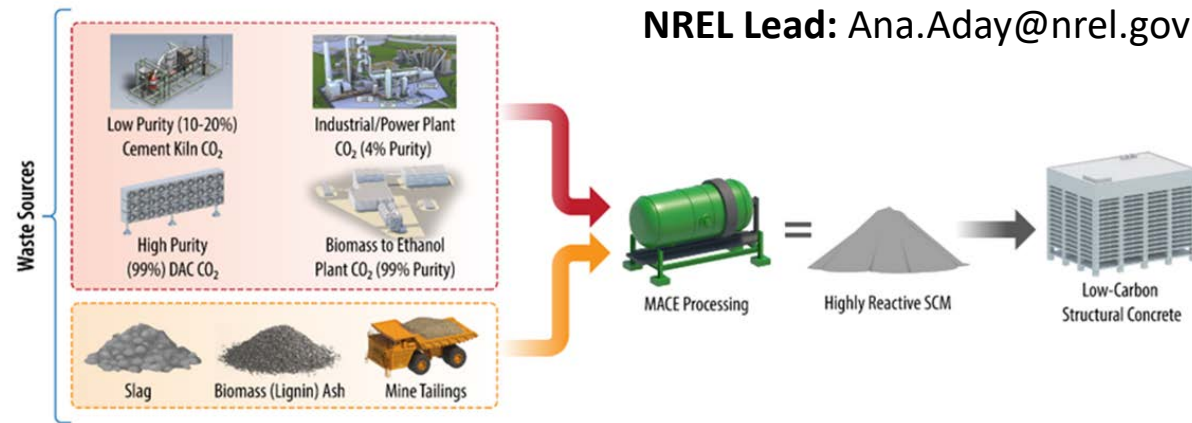 NREL Lead: Ana.Aday@nrel.gov
Waste Sources
Low Purity (10-20%)
Cement Kiln CO₂
Industrial/Power Plant
CO₂ (4% Purity)
High Purity
(99%) DAC CO₂
Biomass to Ethanol
Plant CO₂ (99% Purity)
Slag
Biomass (Lignin) Ash
Mine Tailings
MACE Processing
=
Highly Reactive SCM
Low-Carbon
Structural Concrete